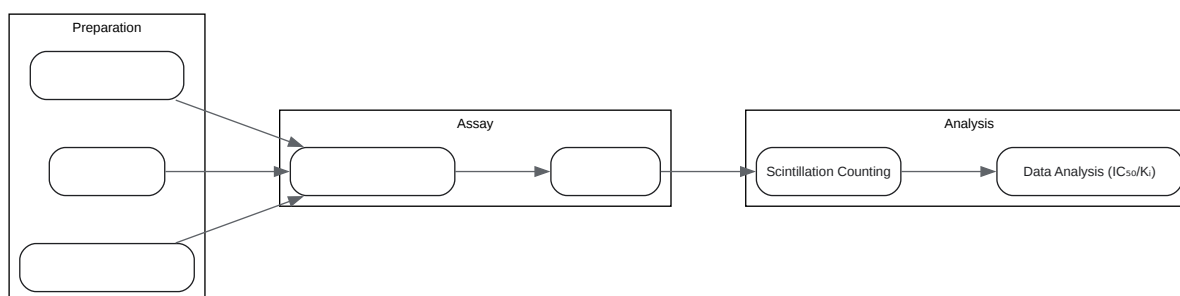 Preparation
Assay
Analysis
Scintillation Counting
Data Analysis (IC₅₀/Kᵢ)